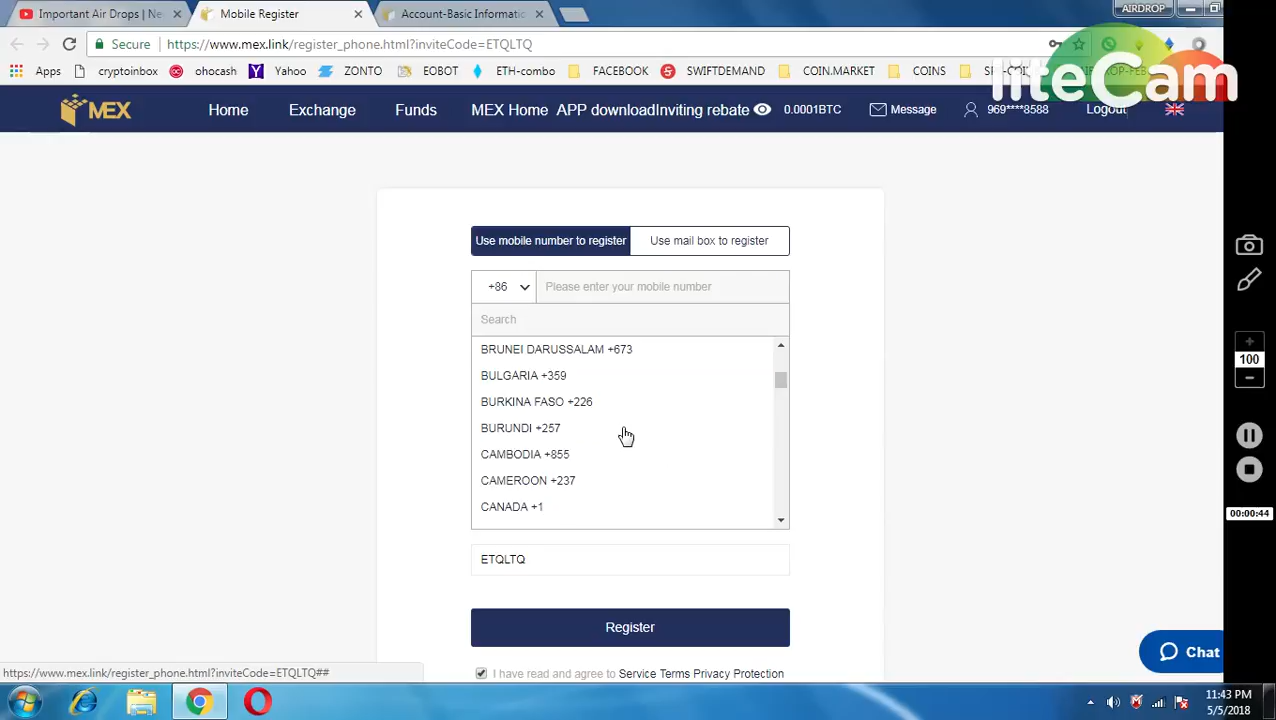 Important Air Drops | Ne
Mobile Register
Account-Basic Informati
AIRDROP
Secure
https://www.mex.link/register_phone.html?inviteCode=ETQLTQ
Apps
cryptoinbox
ohocash
Yahoo
ZONTO
EOBOT
ETH-combo
FACEBOOK
SWIFTDEMAND
COIN.MARKET
COINS
liteCam
MEX
Home
Exchange
Funds
MEX Home
APP download
Inviting rebate
0.0001BTC
Message
969****8588
Logout
Use mobile number to register
Use mail box to register
+86
Please enter your mobile number
Search
BRUNEI DARUSSALAM +673
BULGARIA +359
BURKINA FASO +226
BURUNDI +257
CAMBODIA +855
CAMEROON +237
CANADA +1
ETQLTQ
Register
I have read and agree to Service Terms Privacy Protection
Chat
https://www.mex.link/register_phone.html?inviteCode=ETQLTQ##
100
00:00:44
11:43 PM
5/5/2018